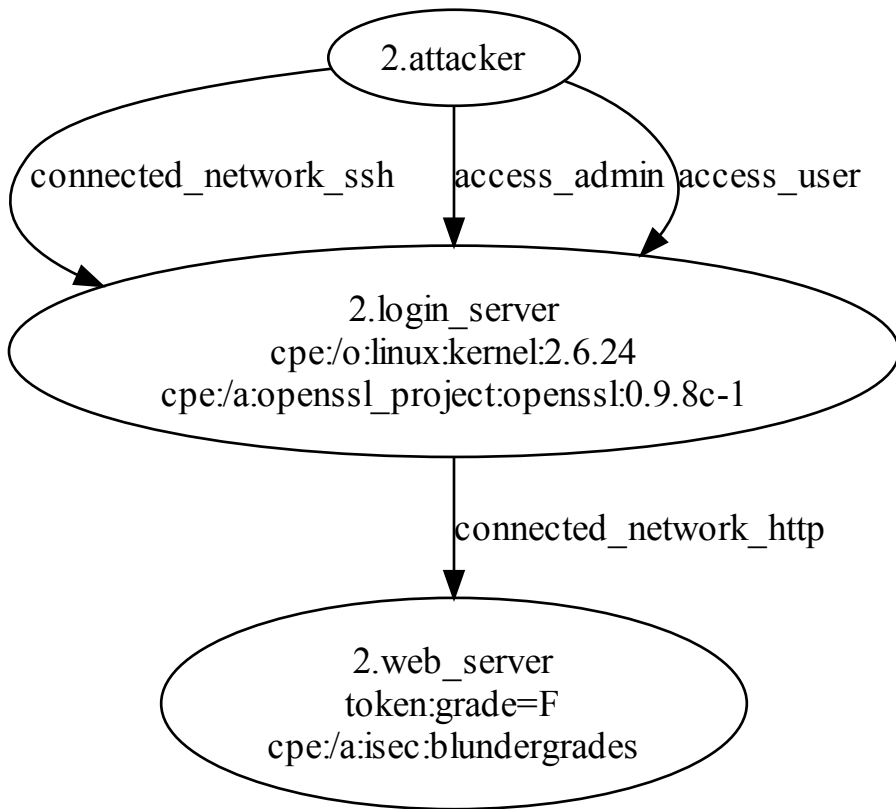 2.attacker
connected_network_ssh
access_admin
access_user
2.login_server
cpe:/o:linux:kernel:2.6.24
cpe:/a:openssl_project:openssl:0.9.8c-1
connected_network_http
2.web_server
token:grade=F
cpe:/a:isec:blundergrades